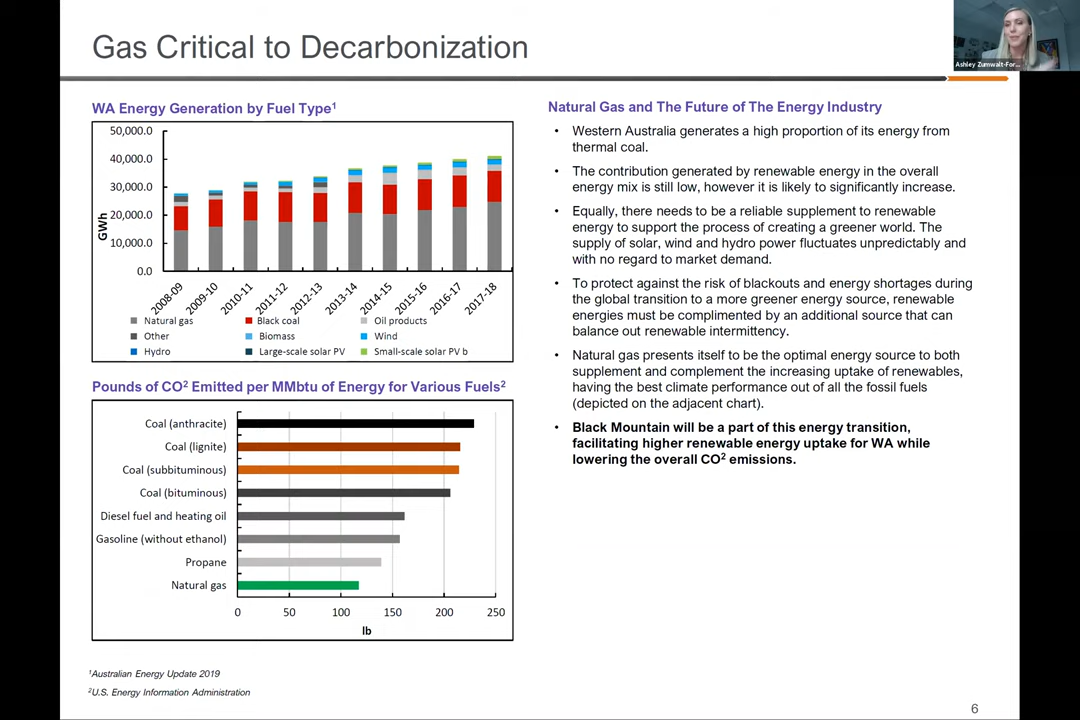 Gas Critical to Decarbonization
Ashley Zumwalt-For...
WA Energy Generation by Fuel Type1
50,000.0
40,000.0
30,000.0
20,000.0
10,000.0
0.0
GWh
2008-09
2009-10
2010-11
2011-12
2012-13
2013-14
2014-15
2015-16
2016-17
2017-18
Natural gas
Black coal
Oil products
Other
Biomass
Wind
Hydro
Large-scale solar PV
Small-scale solar PV b
Pounds of CO2 Emitted per MMbtu of Energy for Various Fuels2
Coal (anthracite)
Coal (lignite)
Coal (subbituminous)
Coal (bituminous)
Diesel fuel and heating oil
Gasoline (without ethanol)
Propane
Natural gas
0 50 100 150 200 250
lb
1Australian Energy Update 2019
2U.S. Energy Information Administration
Natural Gas and The Future of The Energy Industry
• Western Australia generates a high proportion of its energy from
thermal coal.
• The contribution generated by renewable energy in the overall
energy mix is still low, however it is likely to significantly increase.
• Equally, there needs to be a reliable supplement to renewable
energy to support the process of creating a greener world. The
supply of solar, wind and hydro power fluctuates unpredictably and
with no regard to market demand.
• To protect against the risk of blackouts and energy shortages during
the global transition to a more greener energy source, renewable
energies must be complimented by an additional source that can
balance out renewable intermittency.
• Natural gas presents itself to be the optimal energy source to both
supplement and complement the increasing uptake of renewables,
having the best climate performance out of all the fossil fuels
(depicted on the adjacent chart).
• Black Mountain will be a part of this energy transition,
facilitating higher renewable energy uptake for WA while
lowering the overall CO2 emissions.
6